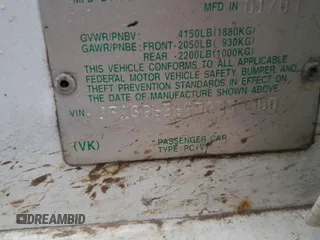 MFD IN 01/01
GVWR/PNBV: 4150LB(1880KG)
GAWR/PNBE: FRONT-2050LB( 930KG)
REAR -2200LB(1000KG)
THIS VEHICLE CONFORMS TO ALL APPLICABLE
FEDERAL MOTOR VEHICLE SAFETY, BUMPER, AND
THEFT PREVENTION STANDARDS IN EFFECT ON
THE DATE OF MANUFACTURE SHOWN ABOVE.
VIN
(VK)
PASSENGER CAR
TYPE: PC/V
DREAMBID